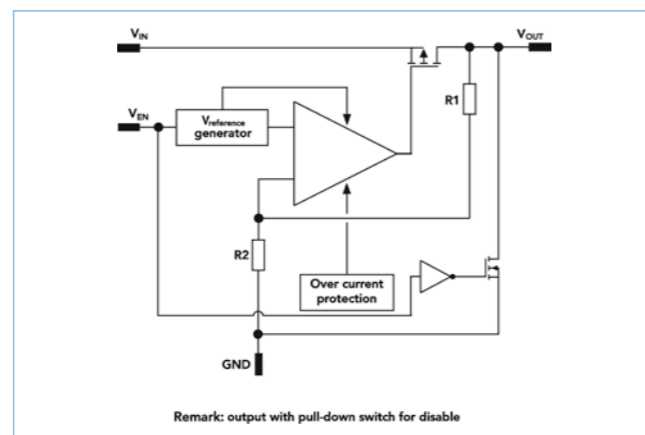 VIN
VOUT
R1
VEN
Vreference
generator
R2
Over current
protection
GND
Remark: output with pull-down switch for disable